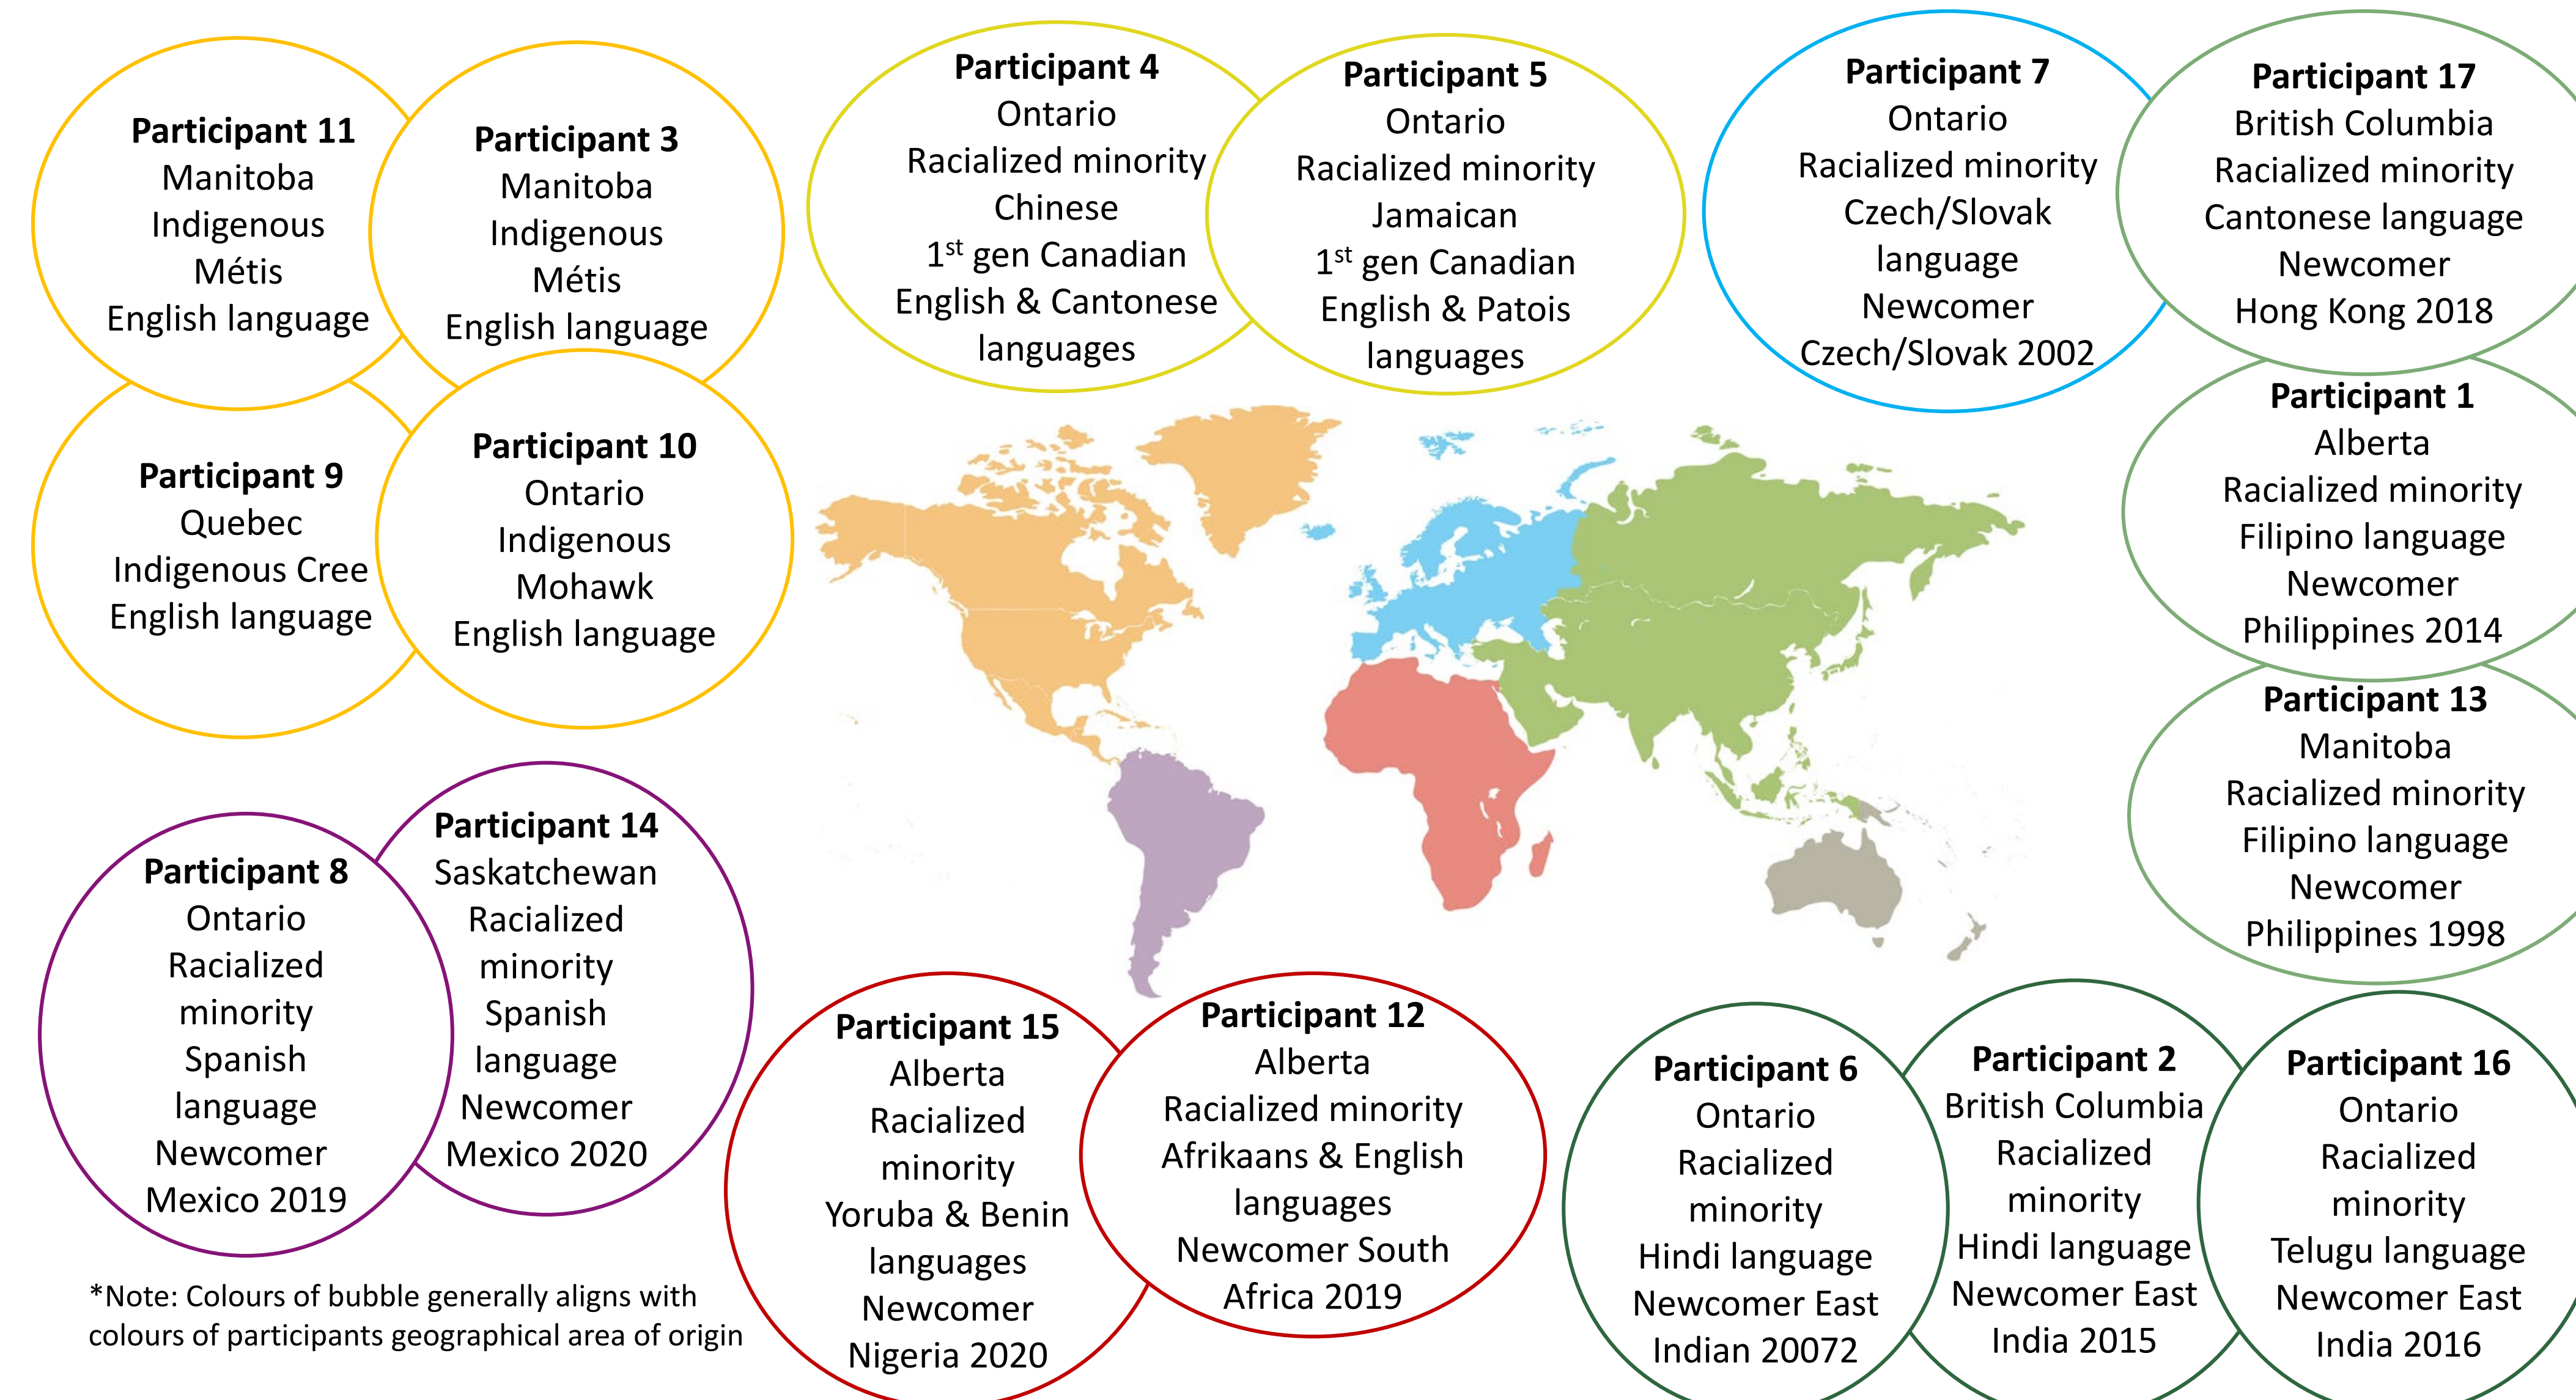 Participant 11
Manitoba
Indigenous
Métis
English language
Participant 3
Manitoba
Indigenous
Métis
English language
Participant 4
Ontario
Racialized minority
Chinese
1st gen Canadian
English & Cantonese
languages
Participant 5
Ontario
Racialized minority
Jamaican
1st gen Canadian
English & Patois
languages
Participant 7
Ontario
Racialized minority
Czech/Slovak
language
Newcomer
Czech/Slovak 2002
Participant 17
British Columbia
Racialized minority
Cantonese language
Newcomer
Hong Kong 2018
Participant 9
Quebec
Indigenous Cree
English language
Participant 10
Ontario
Indigenous
Mohawk
English language
Participant 1
Alberta
Racialized minority
Filipino language
Newcomer
Philippines 2014
Participant 13
Manitoba
Racialized minority
Filipino language
Newcomer
Philippines 1998
Participant 8
Ontario
Racialized
minority
Spanish
language
Newcomer
Mexico 2019
Participant 14
Saskatchewan
Racialized
minority
Spanish
language
Newcomer
Mexico 2020
Participant 15
Alberta
Racialized
minority
Yoruba & Benin
languages
Newcomer
Nigeria 2020
Participant 12
Alberta
Racialized minority
Afrikaans & English
languages
Newcomer South
Africa 2019
Participant 6
Ontario
Racialized
minority
Hindi language
Newcomer East
Indian 20072
Participant 2
British Columbia
Racialized
minority
Hindi language
Newcomer East
India 2015
Participant 16
Ontario
Racialized
minority
Telugu language
Newcomer East
India 2016
*Note: Colours of bubble generally aligns with
colours of participants geographical area of origin